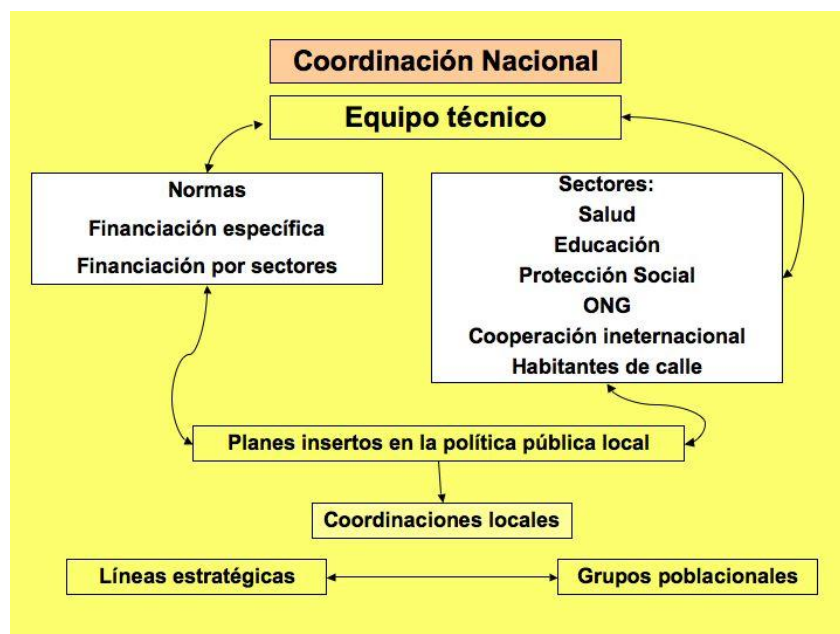 Coordinación Nacional
Equipo técnico
Normas
Financiación específica
Financiación por sectores
Sectores:
Salud
Educación
Protección Social
ONG
Cooperación ineternacional
Habitantes de calle
Planes insertos en la política pública local
Coordinaciones locales
Líneas estratégicas
Grupos poblacionales